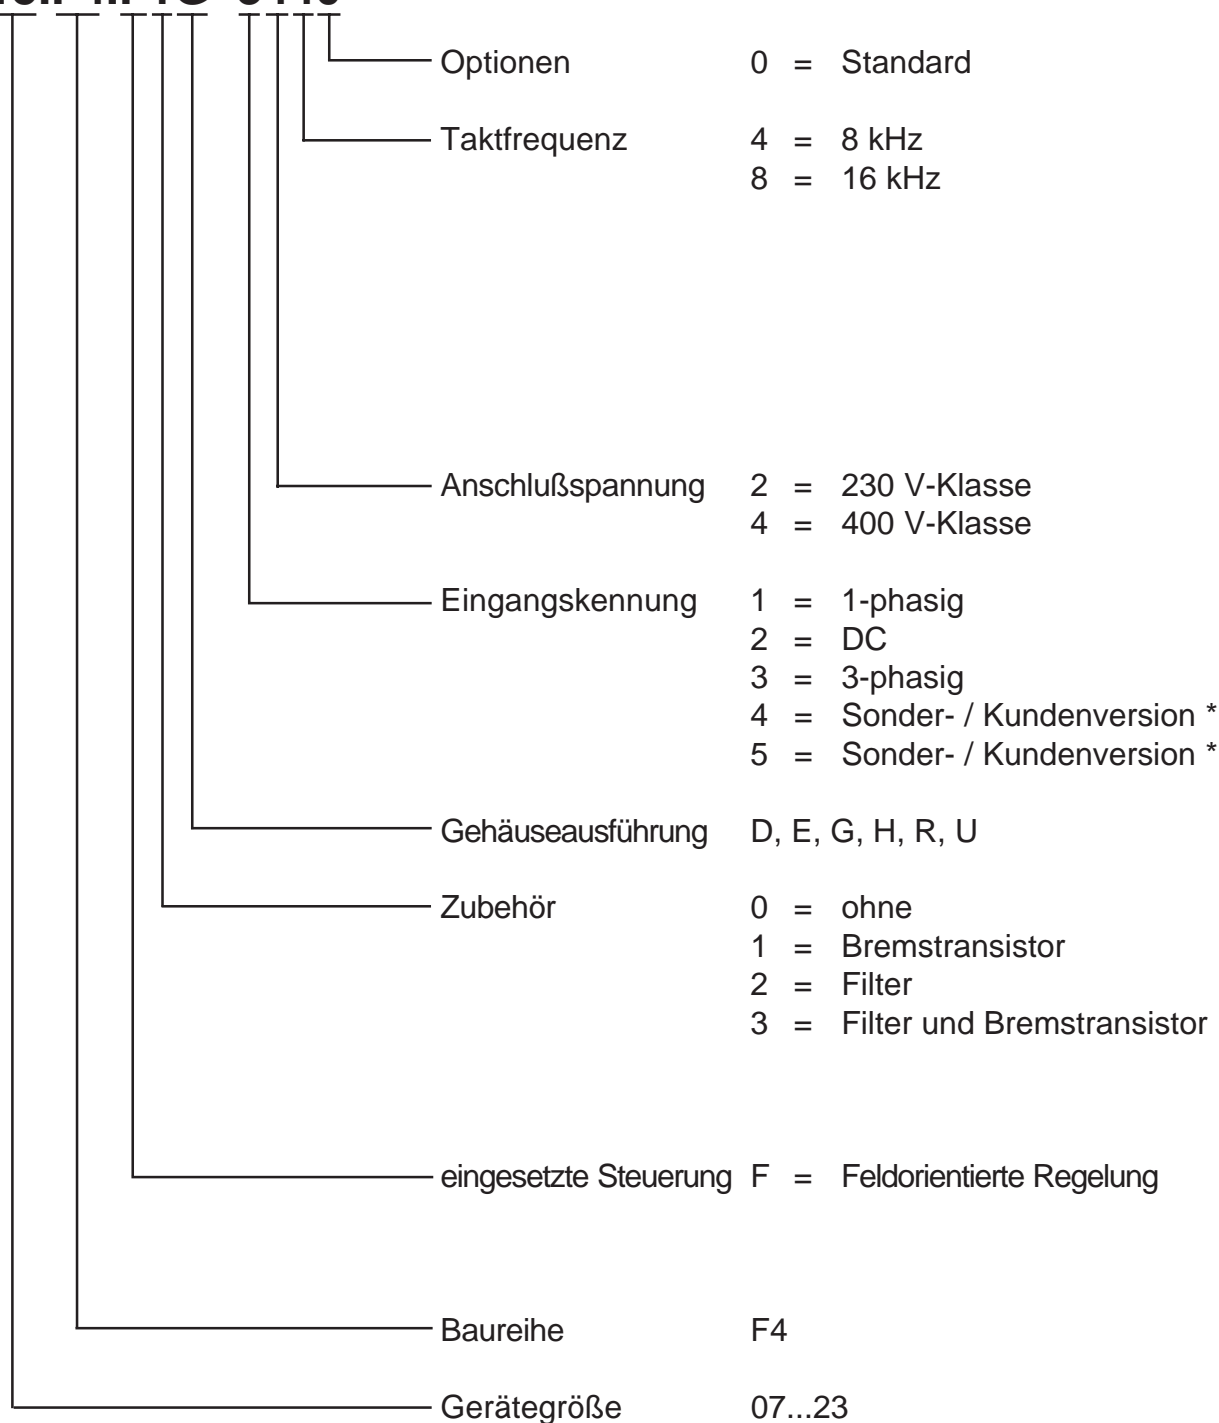 Optionen 0 = Standard
Taktfrequenz 4 = 8 kHz
8 = 16 kHz
Anschlußspannung 2 = 230 V-Klasse
4 = 400 V-Klasse
Eingangskennung 1 = 1-phasig
2 = DC
3 = 3-phasig
4 = Sonder- / Kundenversion *
5 = Sonder- / Kundenversion *
Gehäuseausführung D, E, G, H, R, U
Zubehör 0 = ohne
1 = Bremstransistor
2 = Filter
3 = Filter und Bremstransistor
eingesetzte Steuerung F = Feldorientierte Regelung
Baureihe F4
Gerätegröße 07...23